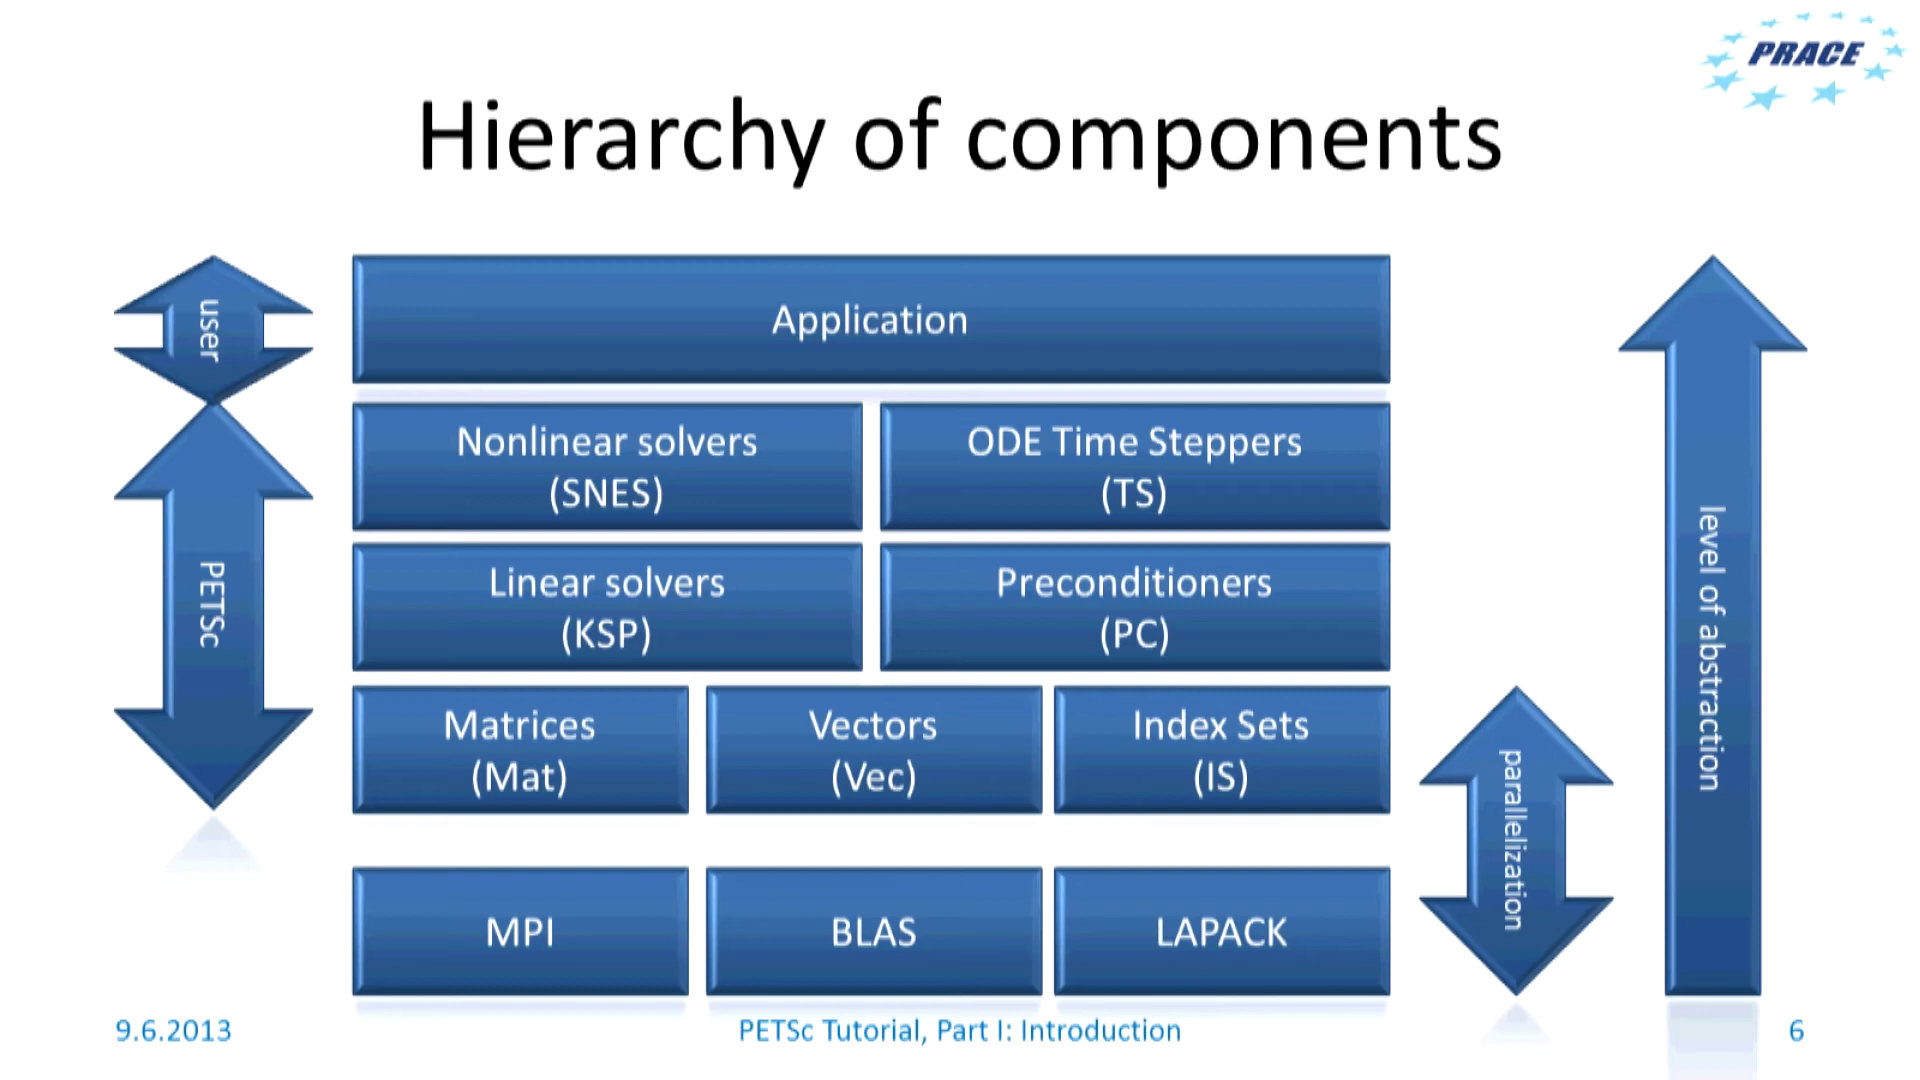 PRACE
Hierarchy of components
user
Application
Nonlinear solvers
(SNES)
ODE Time Steppers
(TS)
PETSc
Linear solvers
(KSP)
Preconditioners
(PC)
level of abstraction
Matrices
(Mat)
Vectors
(Vec)
Index Sets
(IS)
parallelization
MPI
BLAS
LAPACK
9.6.2013
PETSc Tutorial, Part I: Introduction
6